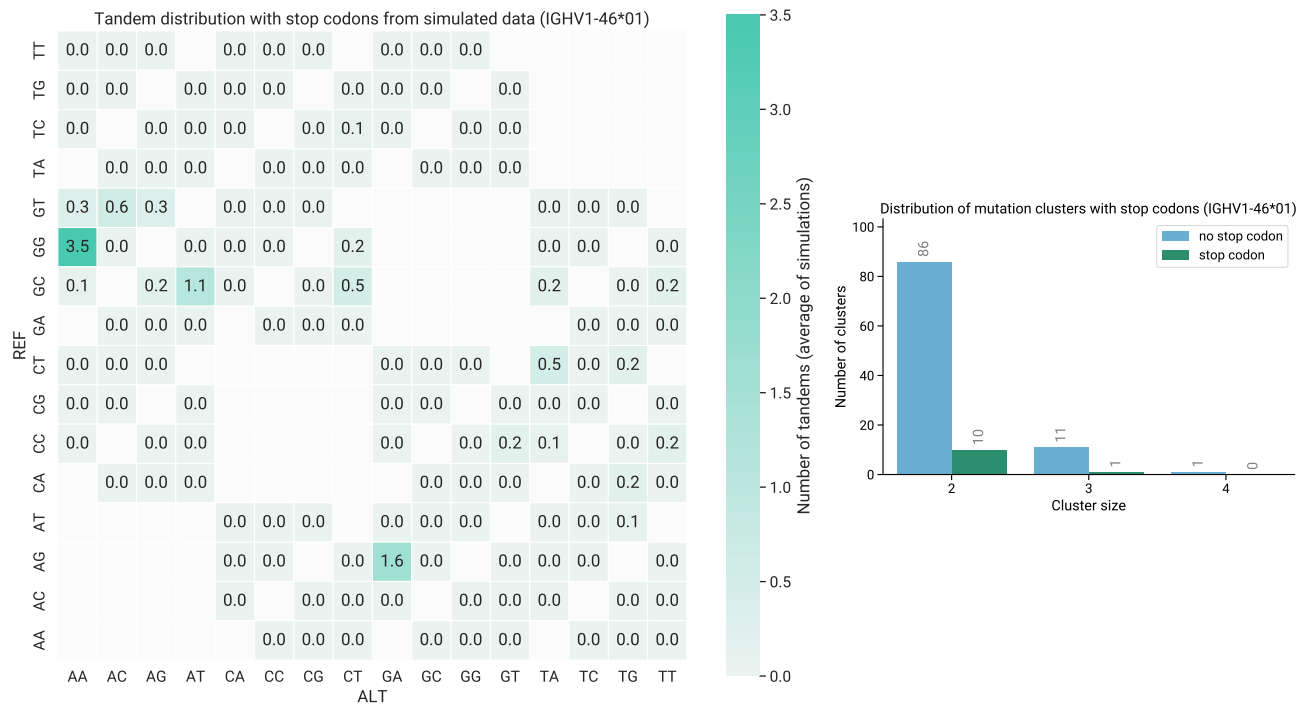 Tandem distribution with stop codons from simulated data (IGHV1-46*01)
TT 0.0 0.0 0.0 0.0 0.0 0.0 0.0 0.0 0.0
TG 0.0 0.0 0.0 0.0 0.0 0.0 0.0 0.0 0.0
TC 0.0 0.0 0.0 0.0 0.0 0.1 0.0 0.0 0.0
TA 0.0 0.0 0.0 0.0 0.0 0.0 0.0 0.0 0.0
GT 0.3 0.6 0.3 0.0 0.0 0.0 0.0 0.0 0.0
GG 3.5 0.0 0.0 0.0 0.0 0.2 0.0 0.0 0.0
GC 0.1 0.2 1.1 0.0 0.0 0.5 0.2 0.0 0.2
GA 0.0 0.0 0.0 0.0 0.0 0.0 0.0 0.0 0.0
CT 0.0 0.0 0.0 0.0 0.0 0.0 0.5 0.0 0.2
CG 0.0 0.0 0.0 0.0 0.0 0.0 0.0 0.0 0.0
CC 0.0 0.0 0.0 0.0 0.0 0.2 0.1 0.0 0.2
CA 0.0 0.0 0.0 0.0 0.0 0.0 0.0 0.2 0.0
AT 0.0 0.0 0.0 0.0 0.0 0.0 0.0 0.0 0.1
AG 0.0 0.0 0.0 1.6 0.0 0.0 0.0 0.0 0.0
AC 0.0 0.0 0.0 0.0 0.0 0.0 0.0 0.0 0.0
AA 0.0 0.0 0.0 0.0 0.0 0.0 0.0 0.0 0.0
AA AC AG AT CA CC CG CT GA GC GG GT TA TC TG TT
REF
ALT
3.5
3.0
2.5
2.0
1.5
1.0
0.5
0.0
Number of tandems (average of simulations)
Distribution of mutation clusters with stop codons (IGHV1-46*01)
no stop codon
stop codon
100
80
60
40
20
0
Number of clusters
86
10
11
1
1
0
2 3 4
Cluster size